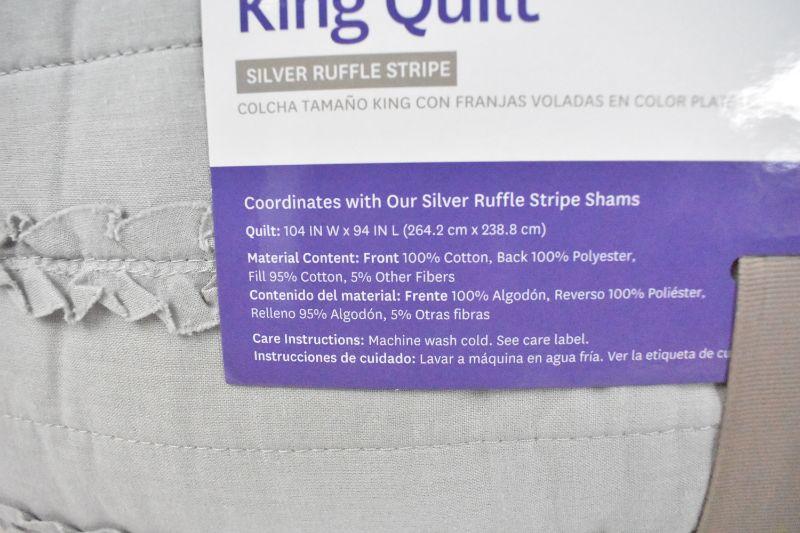 King Quilt
SILVER RUFFLE STRIPE
COLCHA TAMAÑO KING CON FRANJAS VOLADAS EN COLOR
Coordinates with Our Silver Ruffle Stripe Shams
Quilt: 104 IN W x 94 IN L (264.2 cm x 238.8 cm)
Material Content: Front 100% Cotton, Back 100% Polyester,
Fill 95% Cotton, 5% Other Fibers
Contenido del material: Frente 100% Algodón, Reverso 100% Poliéster,
Relleno 95% Algodón, 5% Otras fibras
Care Instructions: Machine wash cold. See care label.
Instrucciones de cuidado: Lavar a máquina en agua fría. Ver la etiqueta de